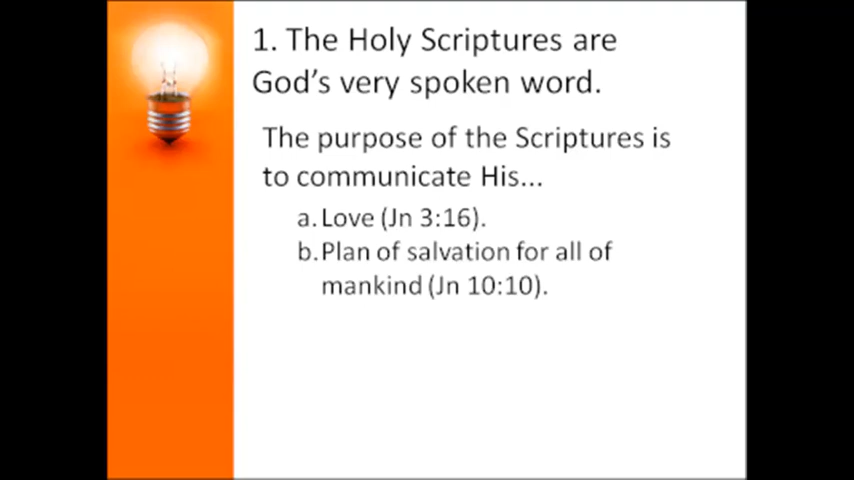 1. The Holy Scriptures are
God's very spoken word.
The purpose of the Scriptures is
to communicate His...
a. Love (Jn 3:16).
b. Plan of salvation for all of
mankind (Jn 10:10).